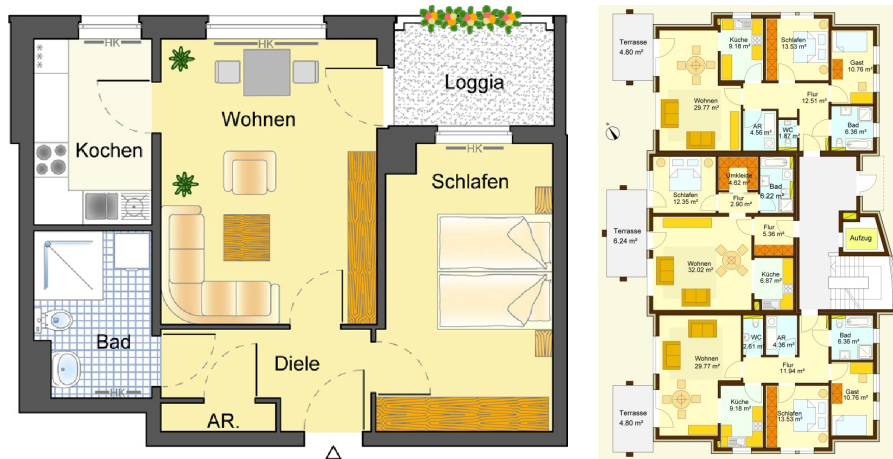 HK
HK
Loggia
Wohnen
Kochen
HK
Schlafen
Bad
Diele
HK
AR.
Terrasse
4.80 m²
Küche
9.18 m²
Schlafen
13.53 m²
Gast
10.76 m²
Wohnen
29.77 m²
Flur
12.51 m²
AR
4.56 m²
WC
1.87 m²
Bad
6.36 m²
Schlafen
12.35 m²
Umkleide
4.62 m²
Bad
6.22 m²
Flur
2.90 m²
Terrasse
6.24 m²
Flur
5.36 m²
Aufzug
Wohnen
32.02 m²
Küche
6.87 m²
WC
2.61 m²
AR
4.36 m²
Bad
6.36 m²
Wohnen
29.77 m²
Flur
11.94 m²
Terrasse
4.80 m²
Küche
9.18 m²
Schlafen
13.53 m²
Gast
10.76 m²